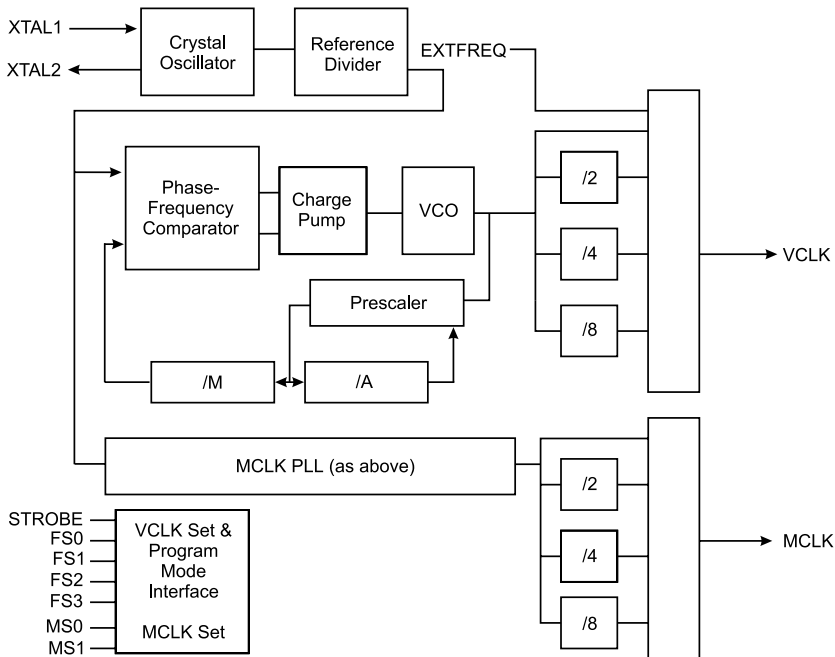 XTAL1
XTAL2
Crystal
Oscillator
Reference
Divider
EXTFREQ
Phase-
Frequency
Comparator
Charge
Pump
VCO
/2
/4
/8
VCLK
Prescaler
/M
/A
MCLK PLL (as above)
/2
/4
/8
MCLK
STROBE
FS0
FS1
FS2
FS3
MS0
MS1
VCLK Set &
Program
Mode
Interface
MCLK Set